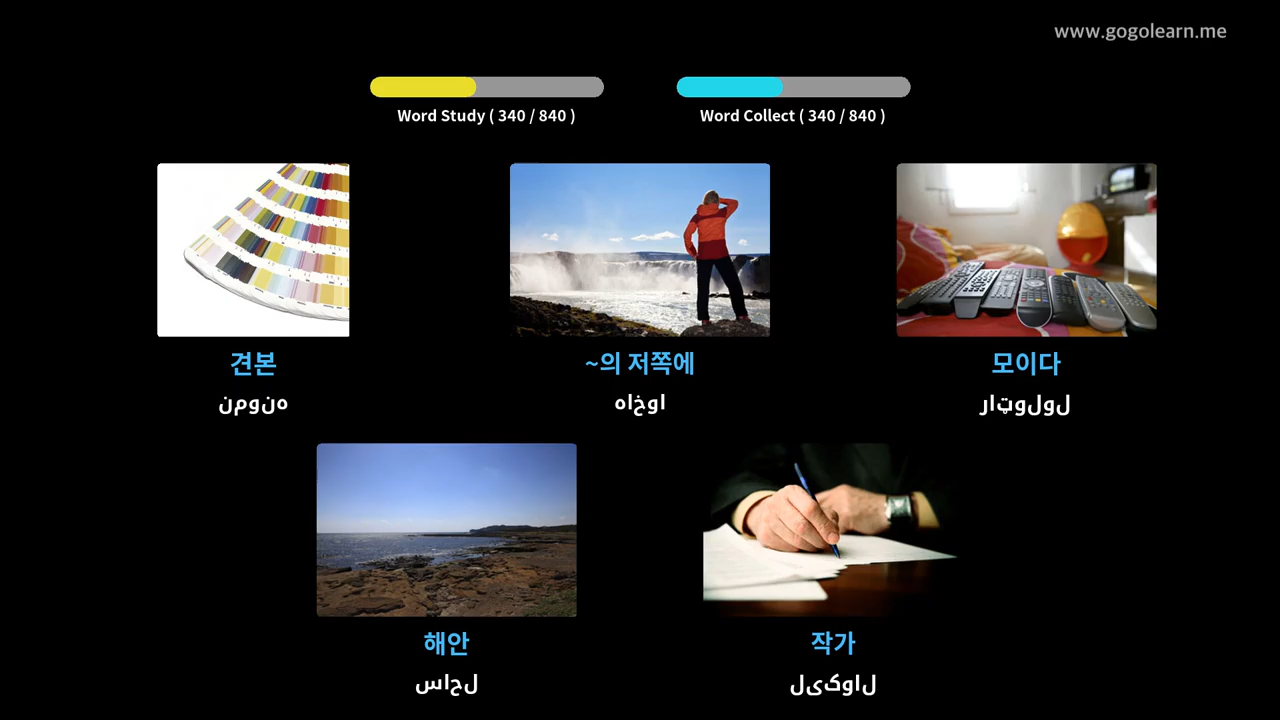 www.gogolearn.me
Word Study ( 340 / 840 )
Word Collect ( 340 / 840 )
견본
نمونه
~의 저쪽에
هاخوا
모이다
راټولول
해안
ساحل
작가
لیکوال